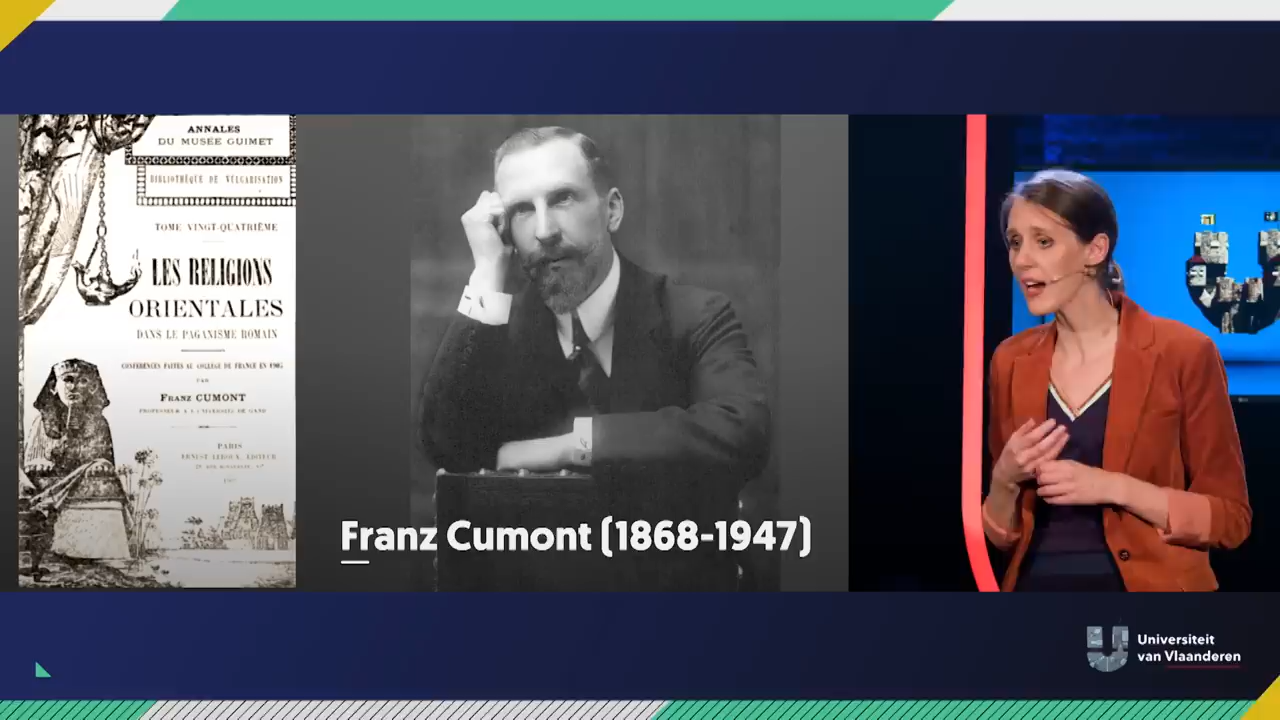 ANNALES
DU MUSÉE GUIMET
BIBLIOTHÈQUE DE VULGARISATION
TOME VINGT-QUATRIÈME
LES RELIGIONS
ORIENTALES
DANS LE PAGANISME ROMAIN
CONFÉRENCES FAITES AU COLLÈGE DE FRANCE EN 1905
PAR
FRANZ CUMONT
PROFESSEUR A L'UNIVERSITÉ DE GAND
PARIS
ERNEST LEROUX, ÉDITEUR
Franz Cumont (1868-1947)
Universiteit
van Vlaanderen